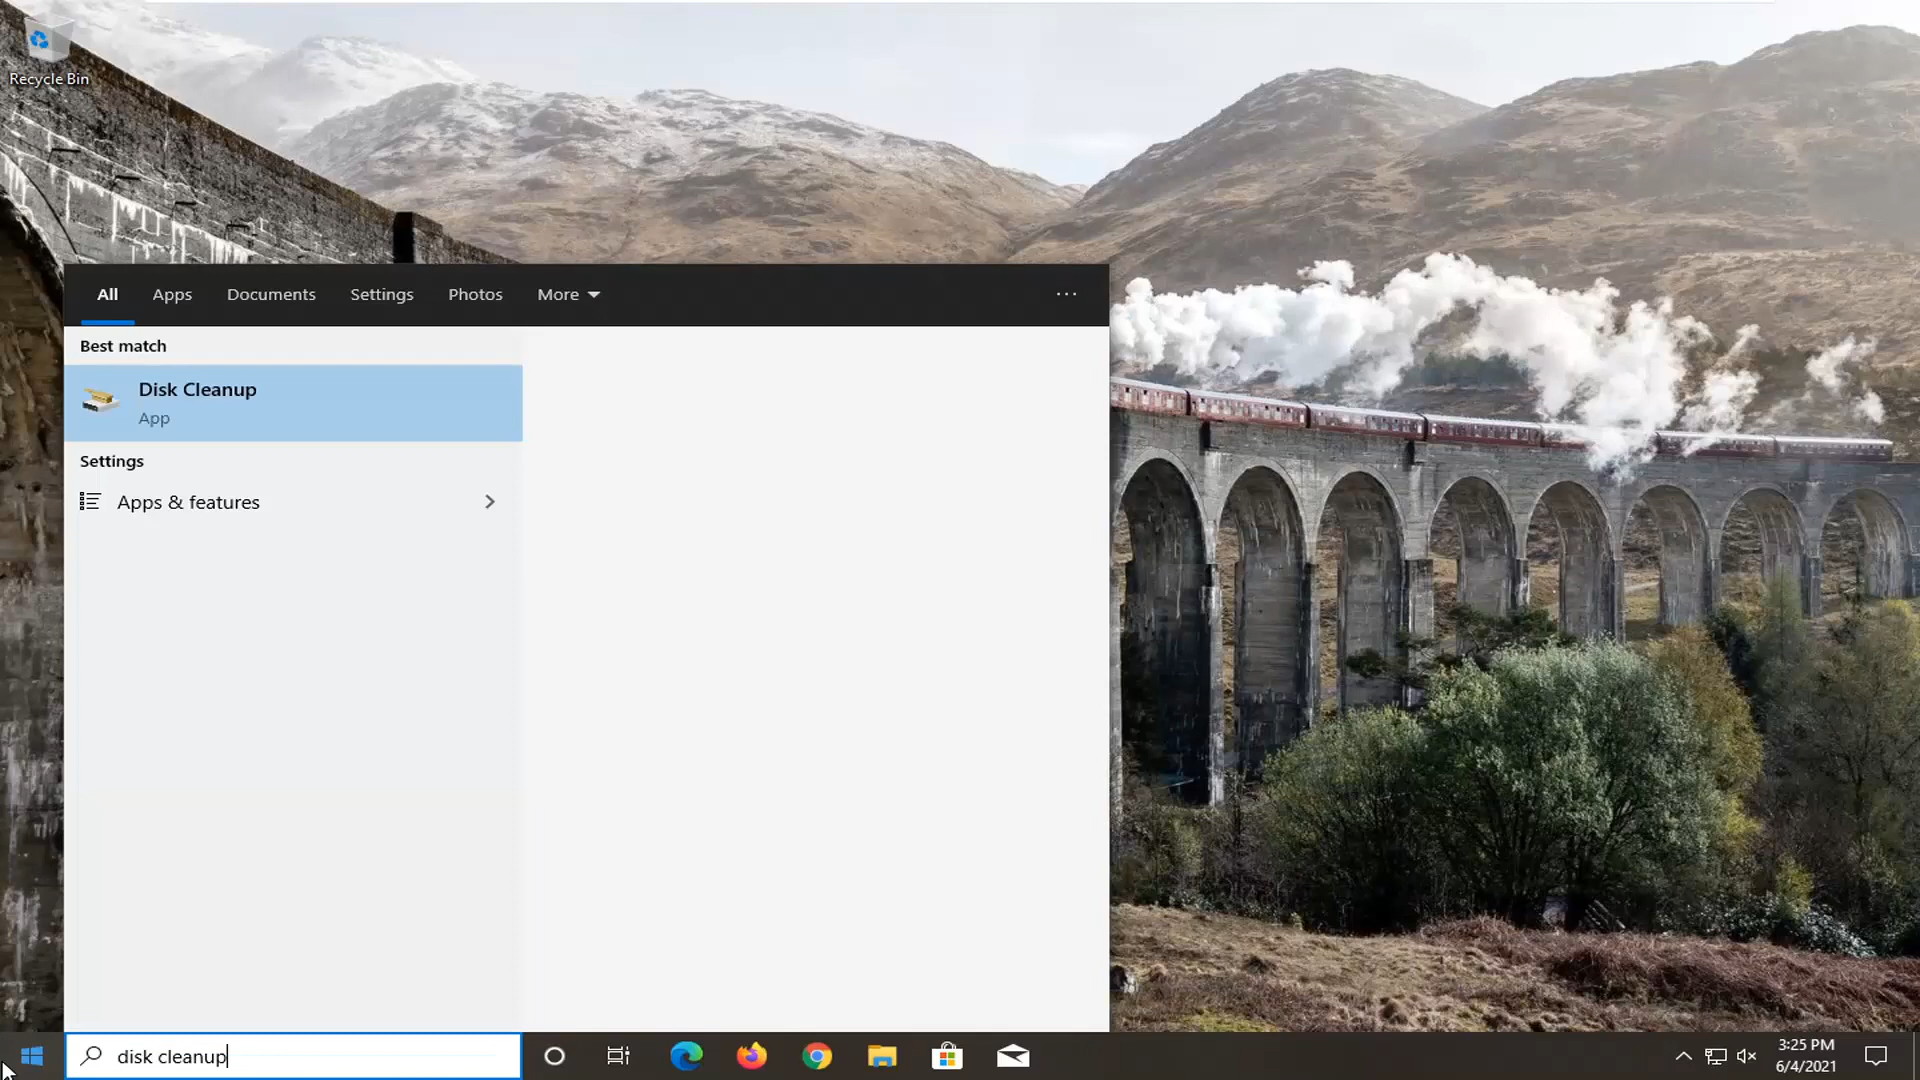 Recycle Bin
All Apps Documents Settings Photos More ...
Best match
Disk Cleanup
App
Settings
Apps & features
disk cleanup
3:25 PM
6/4/2021